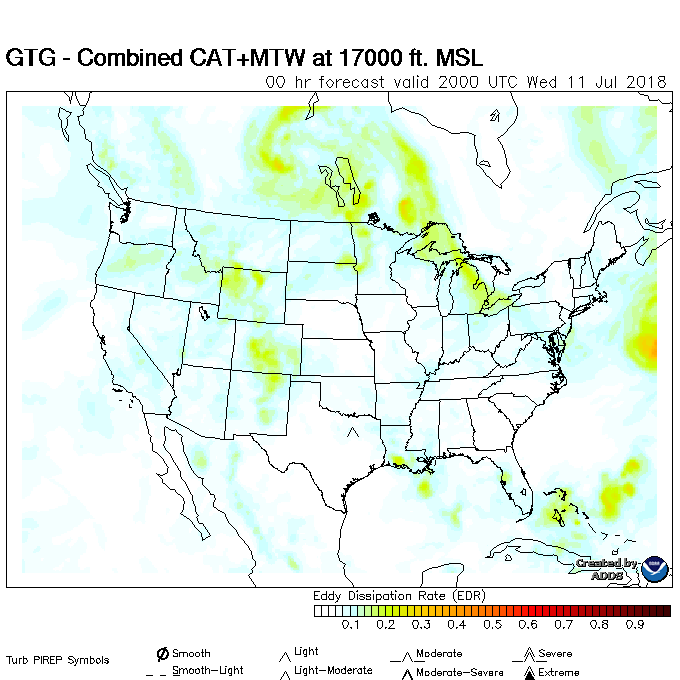 GTG - Combined CAT+MTW at 17000 ft. MSL
00 hr forecast valid 2000 UTC Wed 11 Jul 2018
Created by
ADDS
Eddy Dissipation Rate (EDR)
0.1 0.2 0.3 0.4 0.5 0.6 0.7 0.8 0.9
Turb PIREP Symbols
Smooth Light Moderate Severe
Smooth-Light Light-Moderate Moderate-Severe Extreme